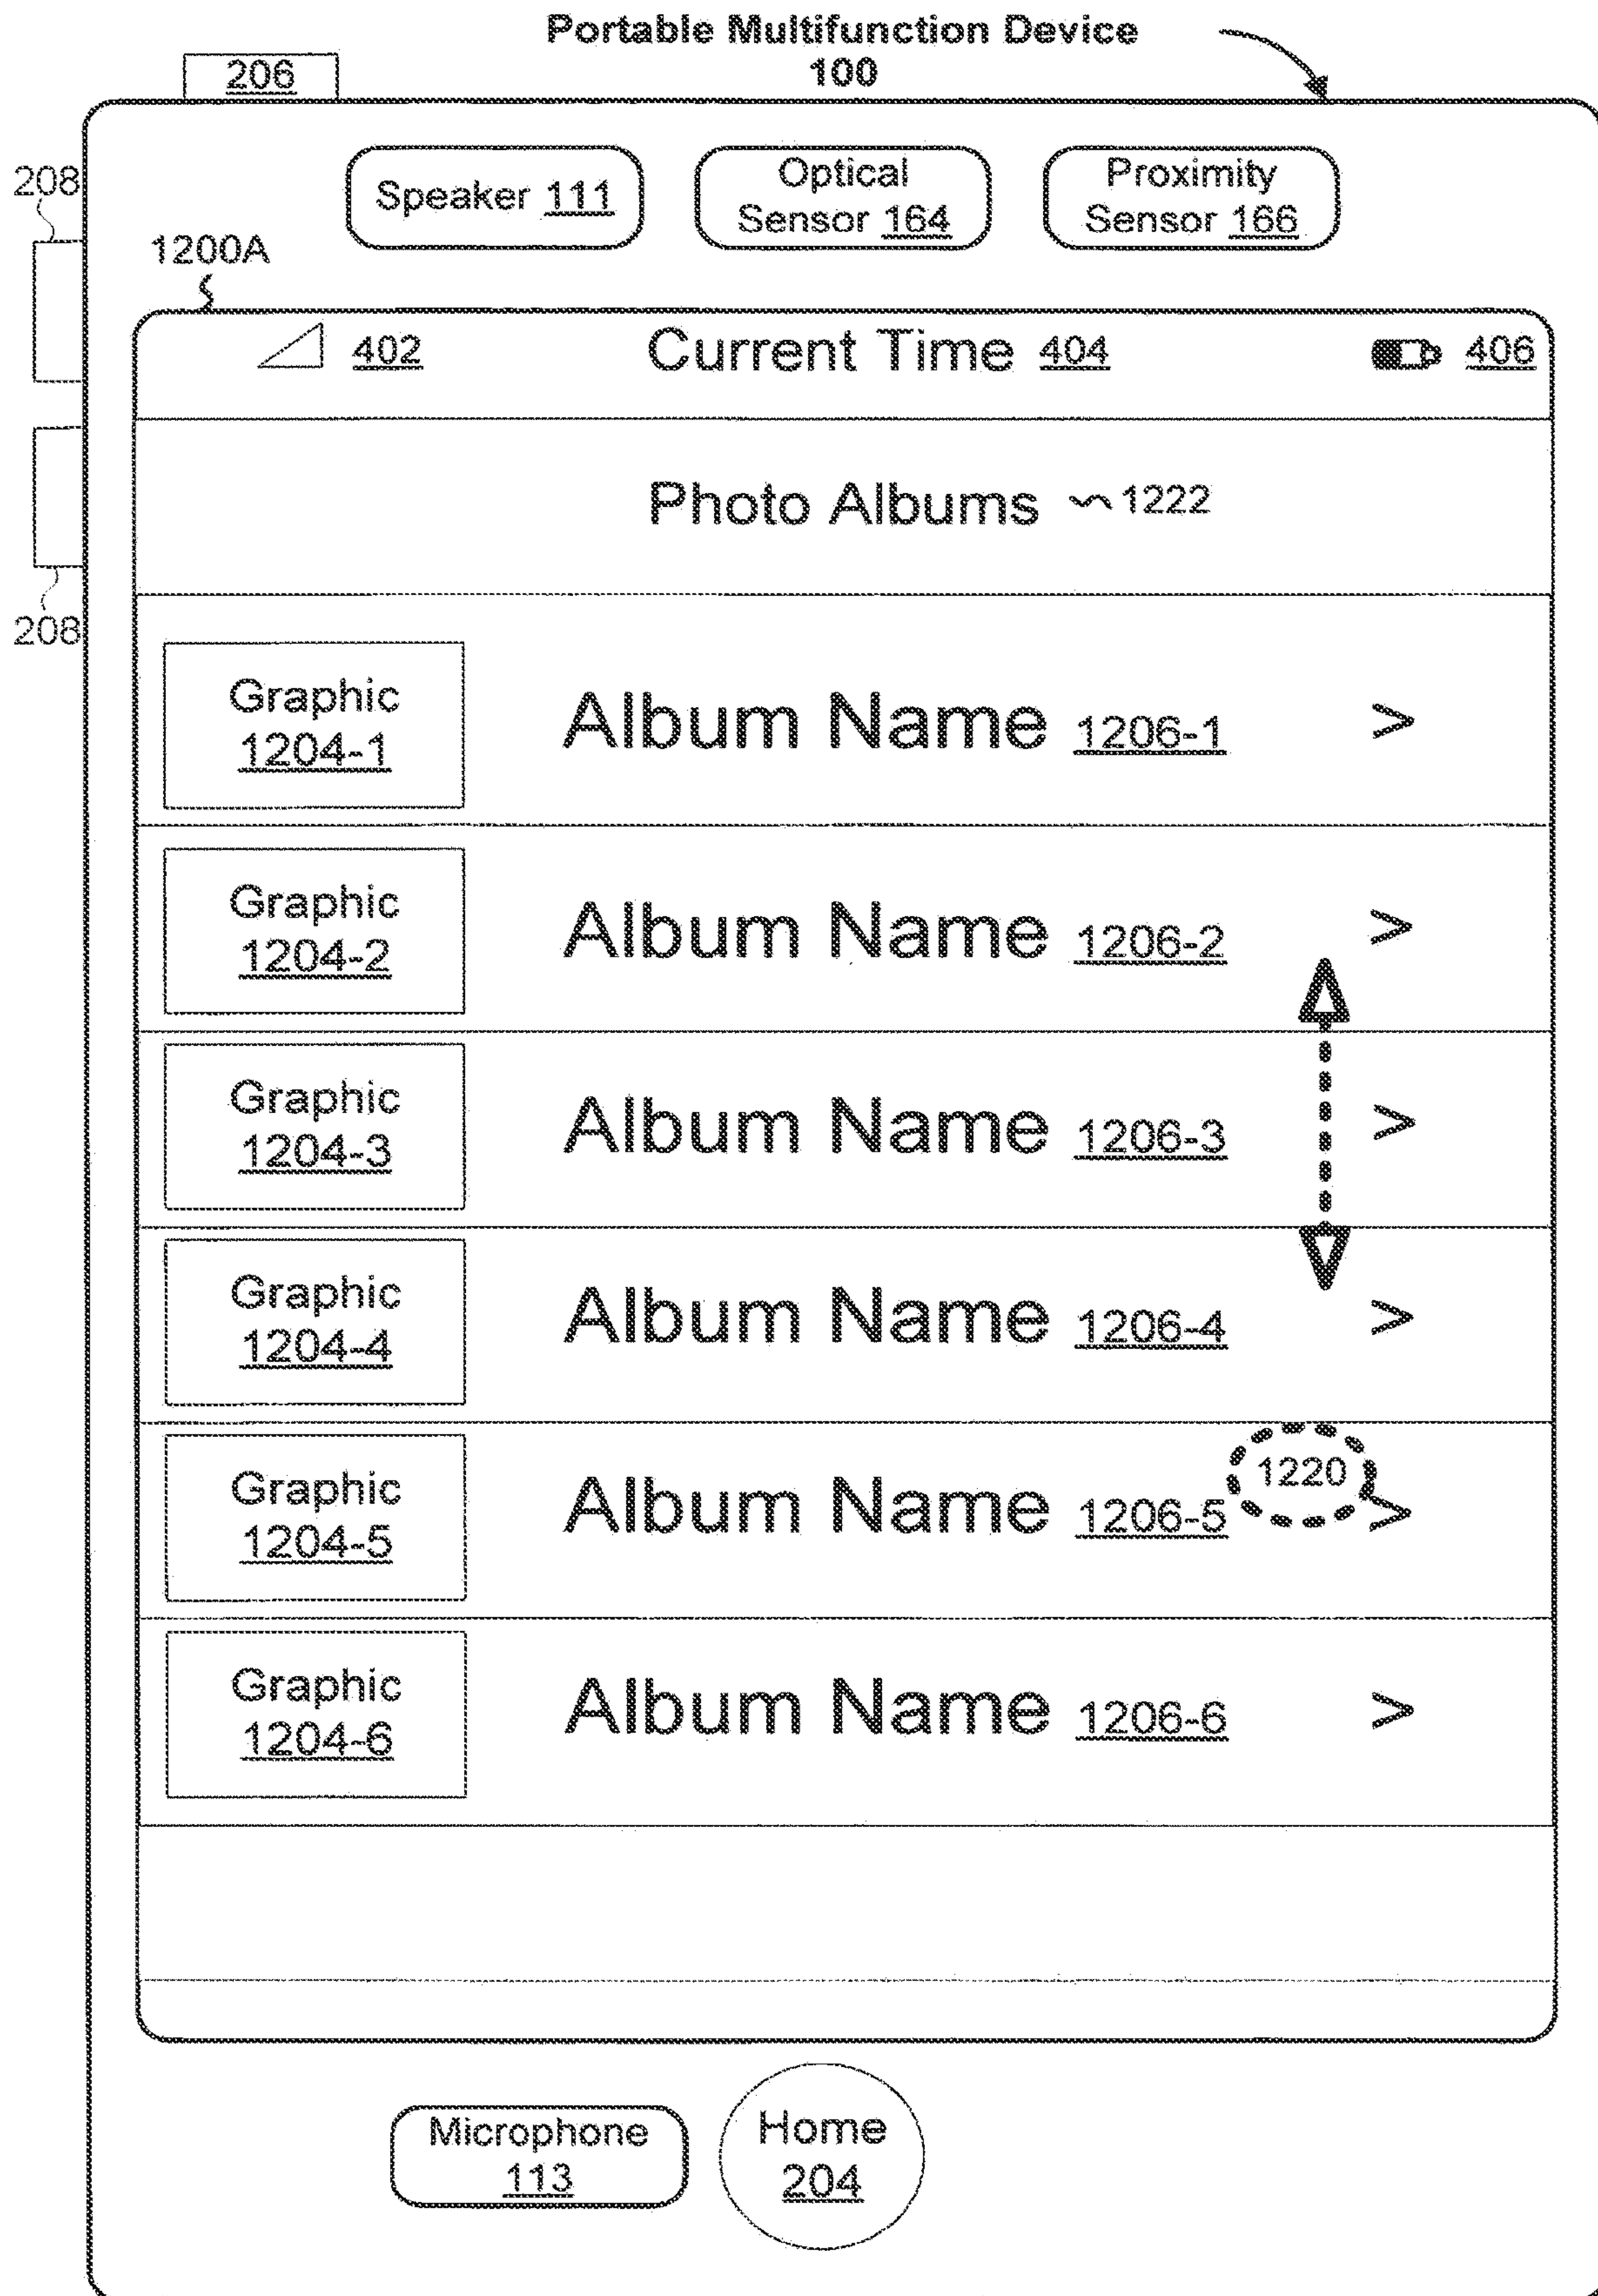 Portable Multifunction Device
100
206
208
Speaker 111
Optical
Sensor 164
Proximity
Sensor 166
1200A
402 Current Time 404 406
Photo Albums 1222
208
Graphic
1204-1
Album Name 1206-1 >
Graphic
1204-2
Album Name 1206-2 >
Graphic
1204-3
Album Name 1206-3 >
Graphic
1204-4
Album Name 1206-4 >
Graphic
1204-5
Album Name 1206-5 >
1220
Graphic
1204-6
Album Name 1206-6 >
Microphone
113
Home
204